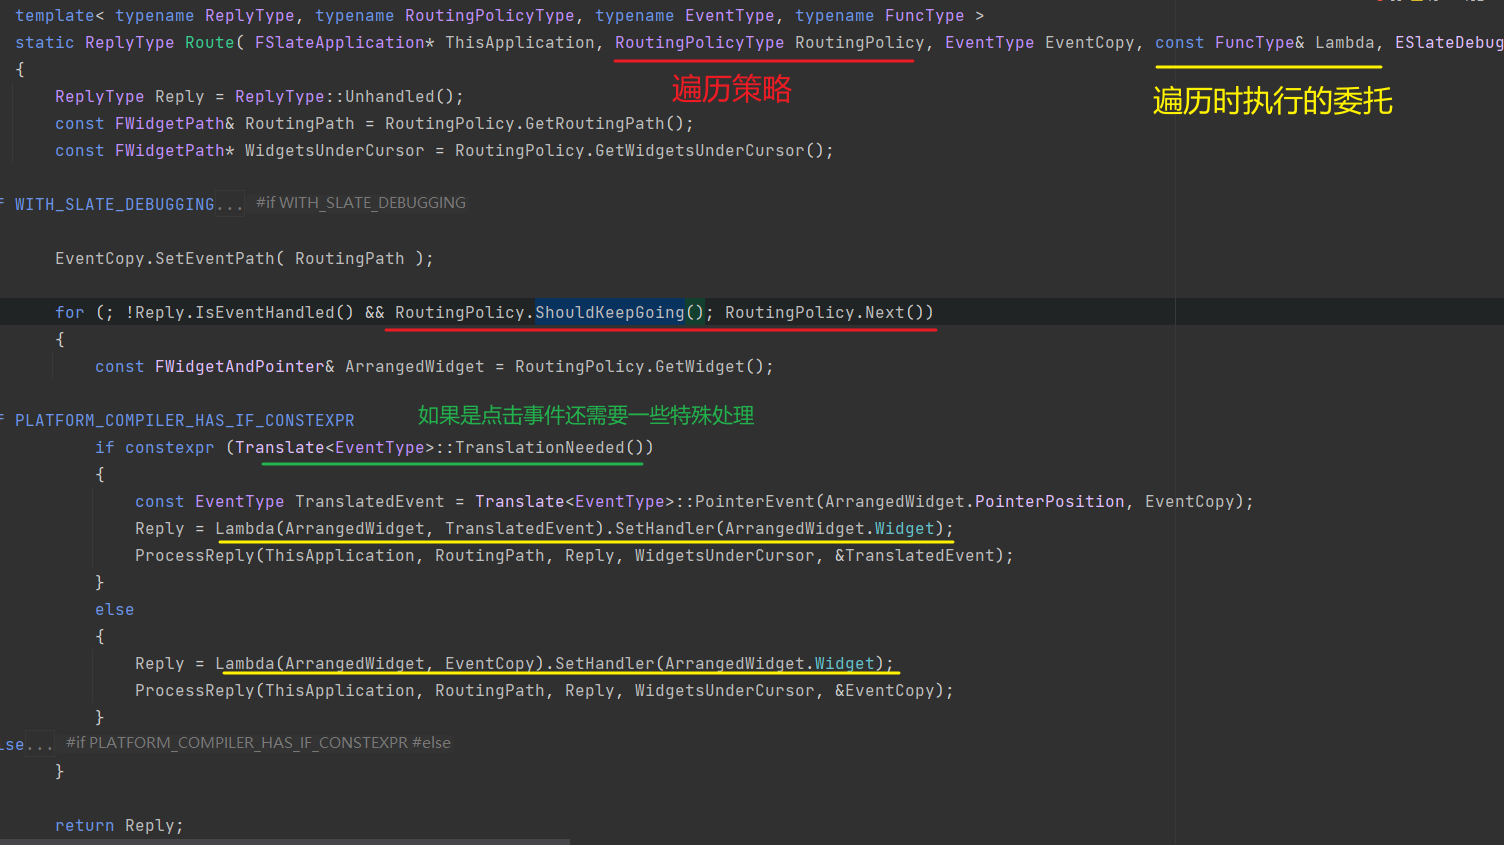 template< typename ReplyType, typename RoutingPolicyType, typename EventType, typename FuncType >
static ReplyType Route( FSlateApplication* ThisApplication, RoutingPolicyType RoutingPolicy, EventType EventCopy, const FuncType& Lambda, ESlateDebug
{
遍历策略
遍历时执行的委托
ReplyType Reply = ReplyType::Unhandled();
const FWidgetPath& RoutingPath = RoutingPolicy.GetRoutingPath();
const FWidgetPath* WidgetsUnderCursor = RoutingPolicy.GetWidgetsUnderCursor();
f WITH_SLATE_DEBUGGING... #if WITH_SLATE_DEBUGGING
EventCopy.SetEventPath( RoutingPath );
for (; !Reply.IsEventHandled() && RoutingPolicy.ShouldKeepGoing(); RoutingPolicy.Next())
{
const FWidgetAndPointer& ArrangedWidget = RoutingPolicy.GetWidget();
如果是点击事件还需要一些特殊处理
f PLATFORM_COMPILER_HAS_IF_CONSTEXPR
if constexpr (Translate<EventType>::TranslationNeeded())
{
const EventType TranslatedEvent = Translate<EventType>::PointerEvent(ArrangedWidget.PointerPosition, EventCopy);
Reply = Lambda(ArrangedWidget, TranslatedEvent).SetHandler(ArrangedWidget.Widget);
ProcessReply(ThisApplication, RoutingPath, Reply, WidgetsUnderCursor, &TranslatedEvent);
}
else
{
Reply = Lambda(ArrangedWidget, EventCopy).SetHandler(ArrangedWidget.Widget);
ProcessReply(ThisApplication, RoutingPath, Reply, WidgetsUnderCursor, &EventCopy);
}
lse... #if PLATFORM_COMPILER_HAS_IF_CONSTEXPR #else
}
return Reply;